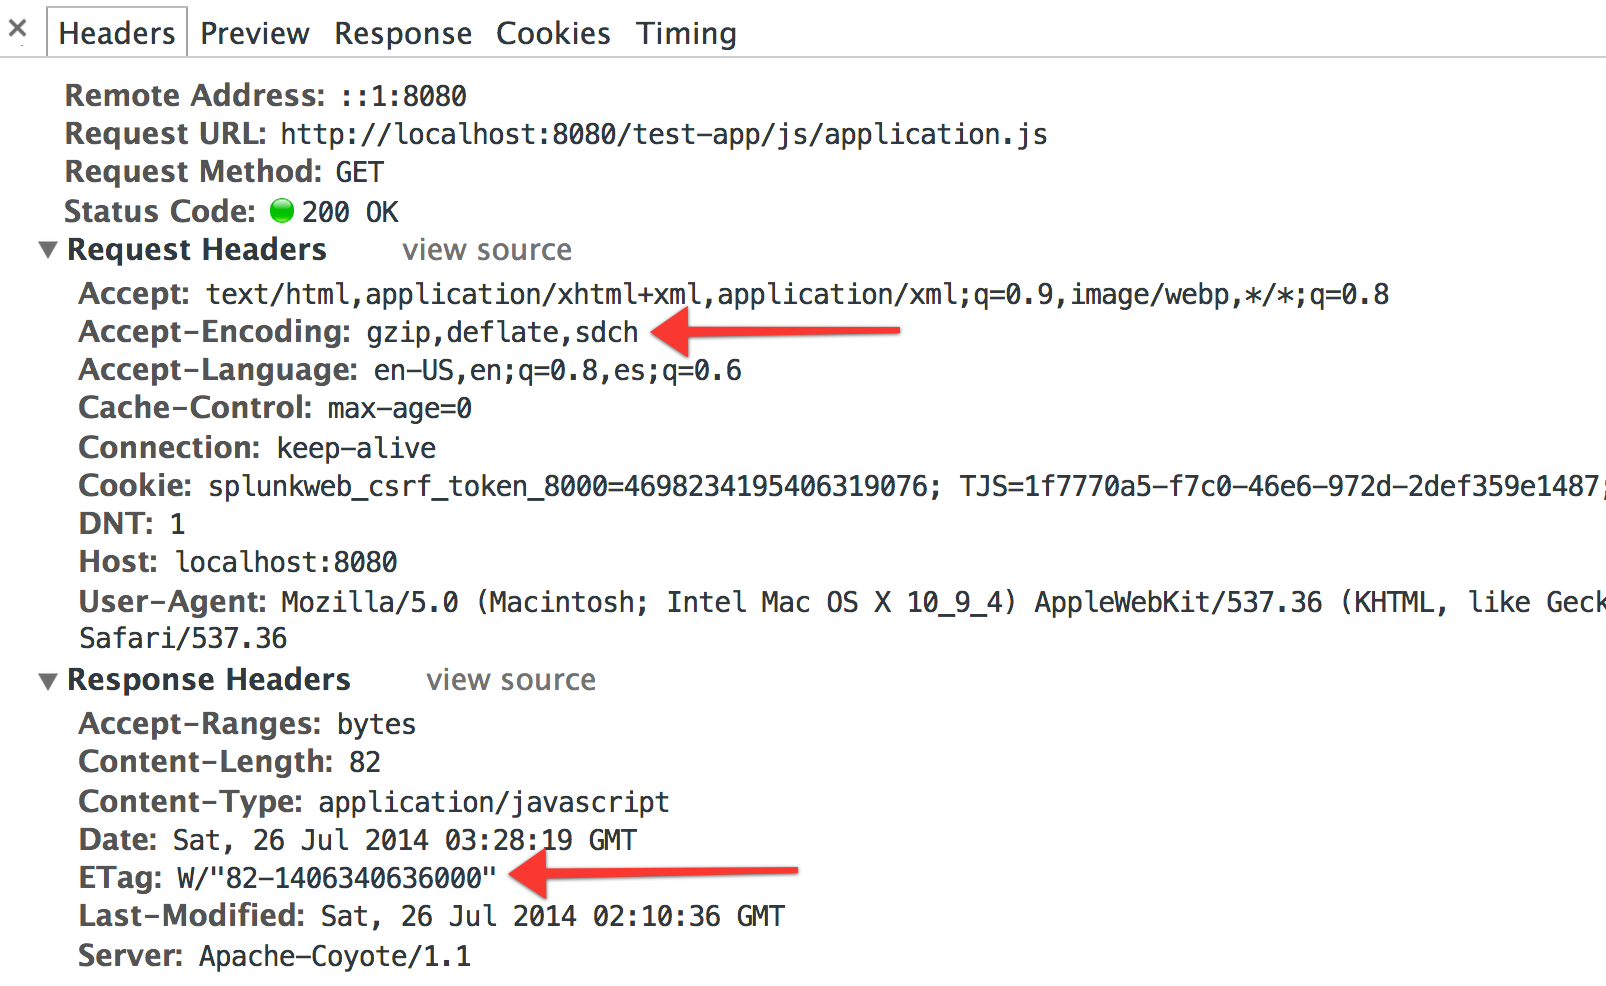 × Headers Preview Response Cookies Timing
Remote Address: ::1:8080
Request URL: http://localhost:8080/test-app/js/application.js
Request Method: GET
Status Code: 200 OK
Request Headers view source
Accept: text/html,application/xhtml+xml,application/xml;q=0.9,image/webp,*/*;q=0.8
Accept-Encoding: gzip,deflate,sdch
Accept-Language: en-US,en;q=0.8,es;q=0.6
Cache-Control: max-age=0
Connection: keep-alive
Cookie: splunkweb_csrf_token_8000=4698234195406319076; TJS=1f7770a5-f7c0-46e6-972d-2def359e1487;
DNT: 1
Host: localhost:8080
User-Agent: Mozilla/5.0 (Macintosh; Intel Mac OS X 10_9_4) AppleWebKit/537.36 (KHTML, like Geck
Safari/537.36
Response Headers view source
Accept-Ranges: bytes
Content-Length: 82
Content-Type: application/javascript
Date: Sat, 26 Jul 2014 03:28:19 GMT
ETag: W/"82-1406340636000"
Last-Modified: Sat, 26 Jul 2014 02:10:36 GMT
Server: Apache-Coyote/1.1